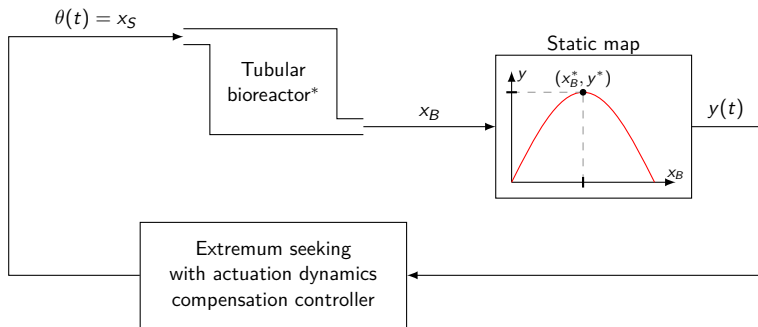 θ(t) = x_S
Tubular
bioreactor*
x_B
Static map
y
(x_B^*, y^*)
x_B
y(t)
Extremum seeking
with actuation dynamics
compensation controller